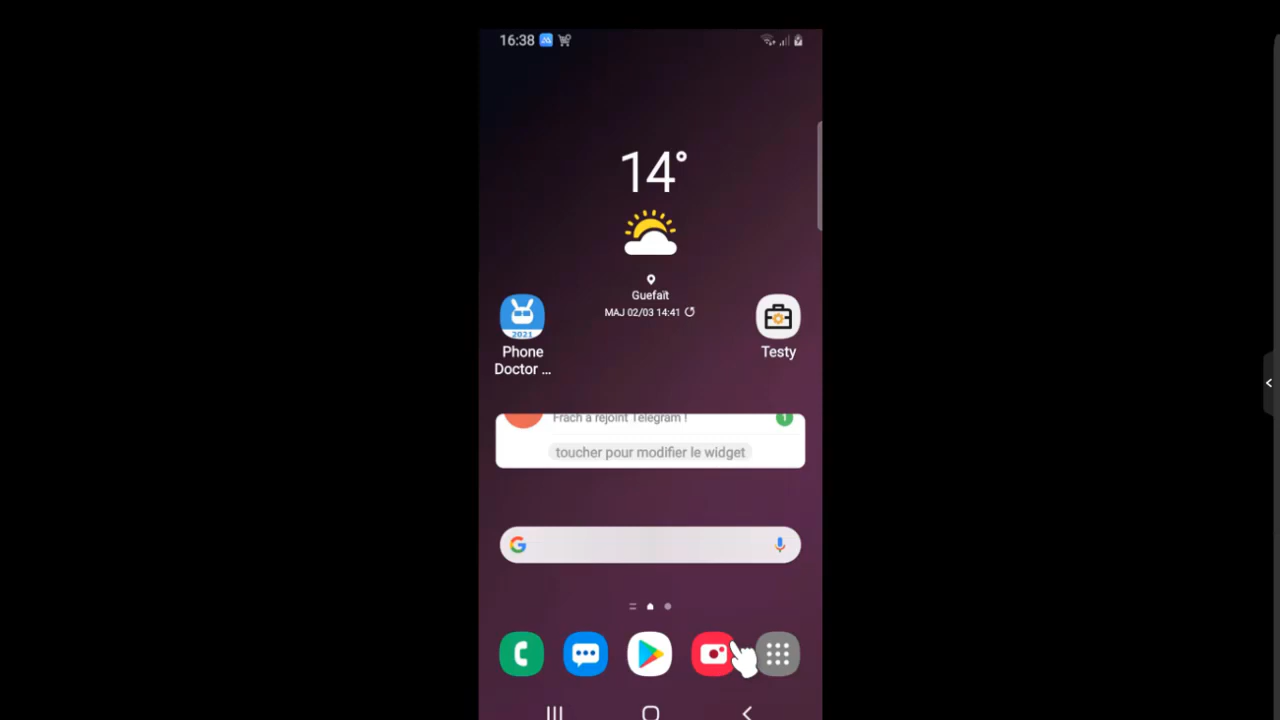 16:38
14°
Guefaït
MAJ 02/03 14:41
2021
Phone
Doctor ...
Testy
Frach a rejoint Telegram !
1
toucher pour modifier le widget